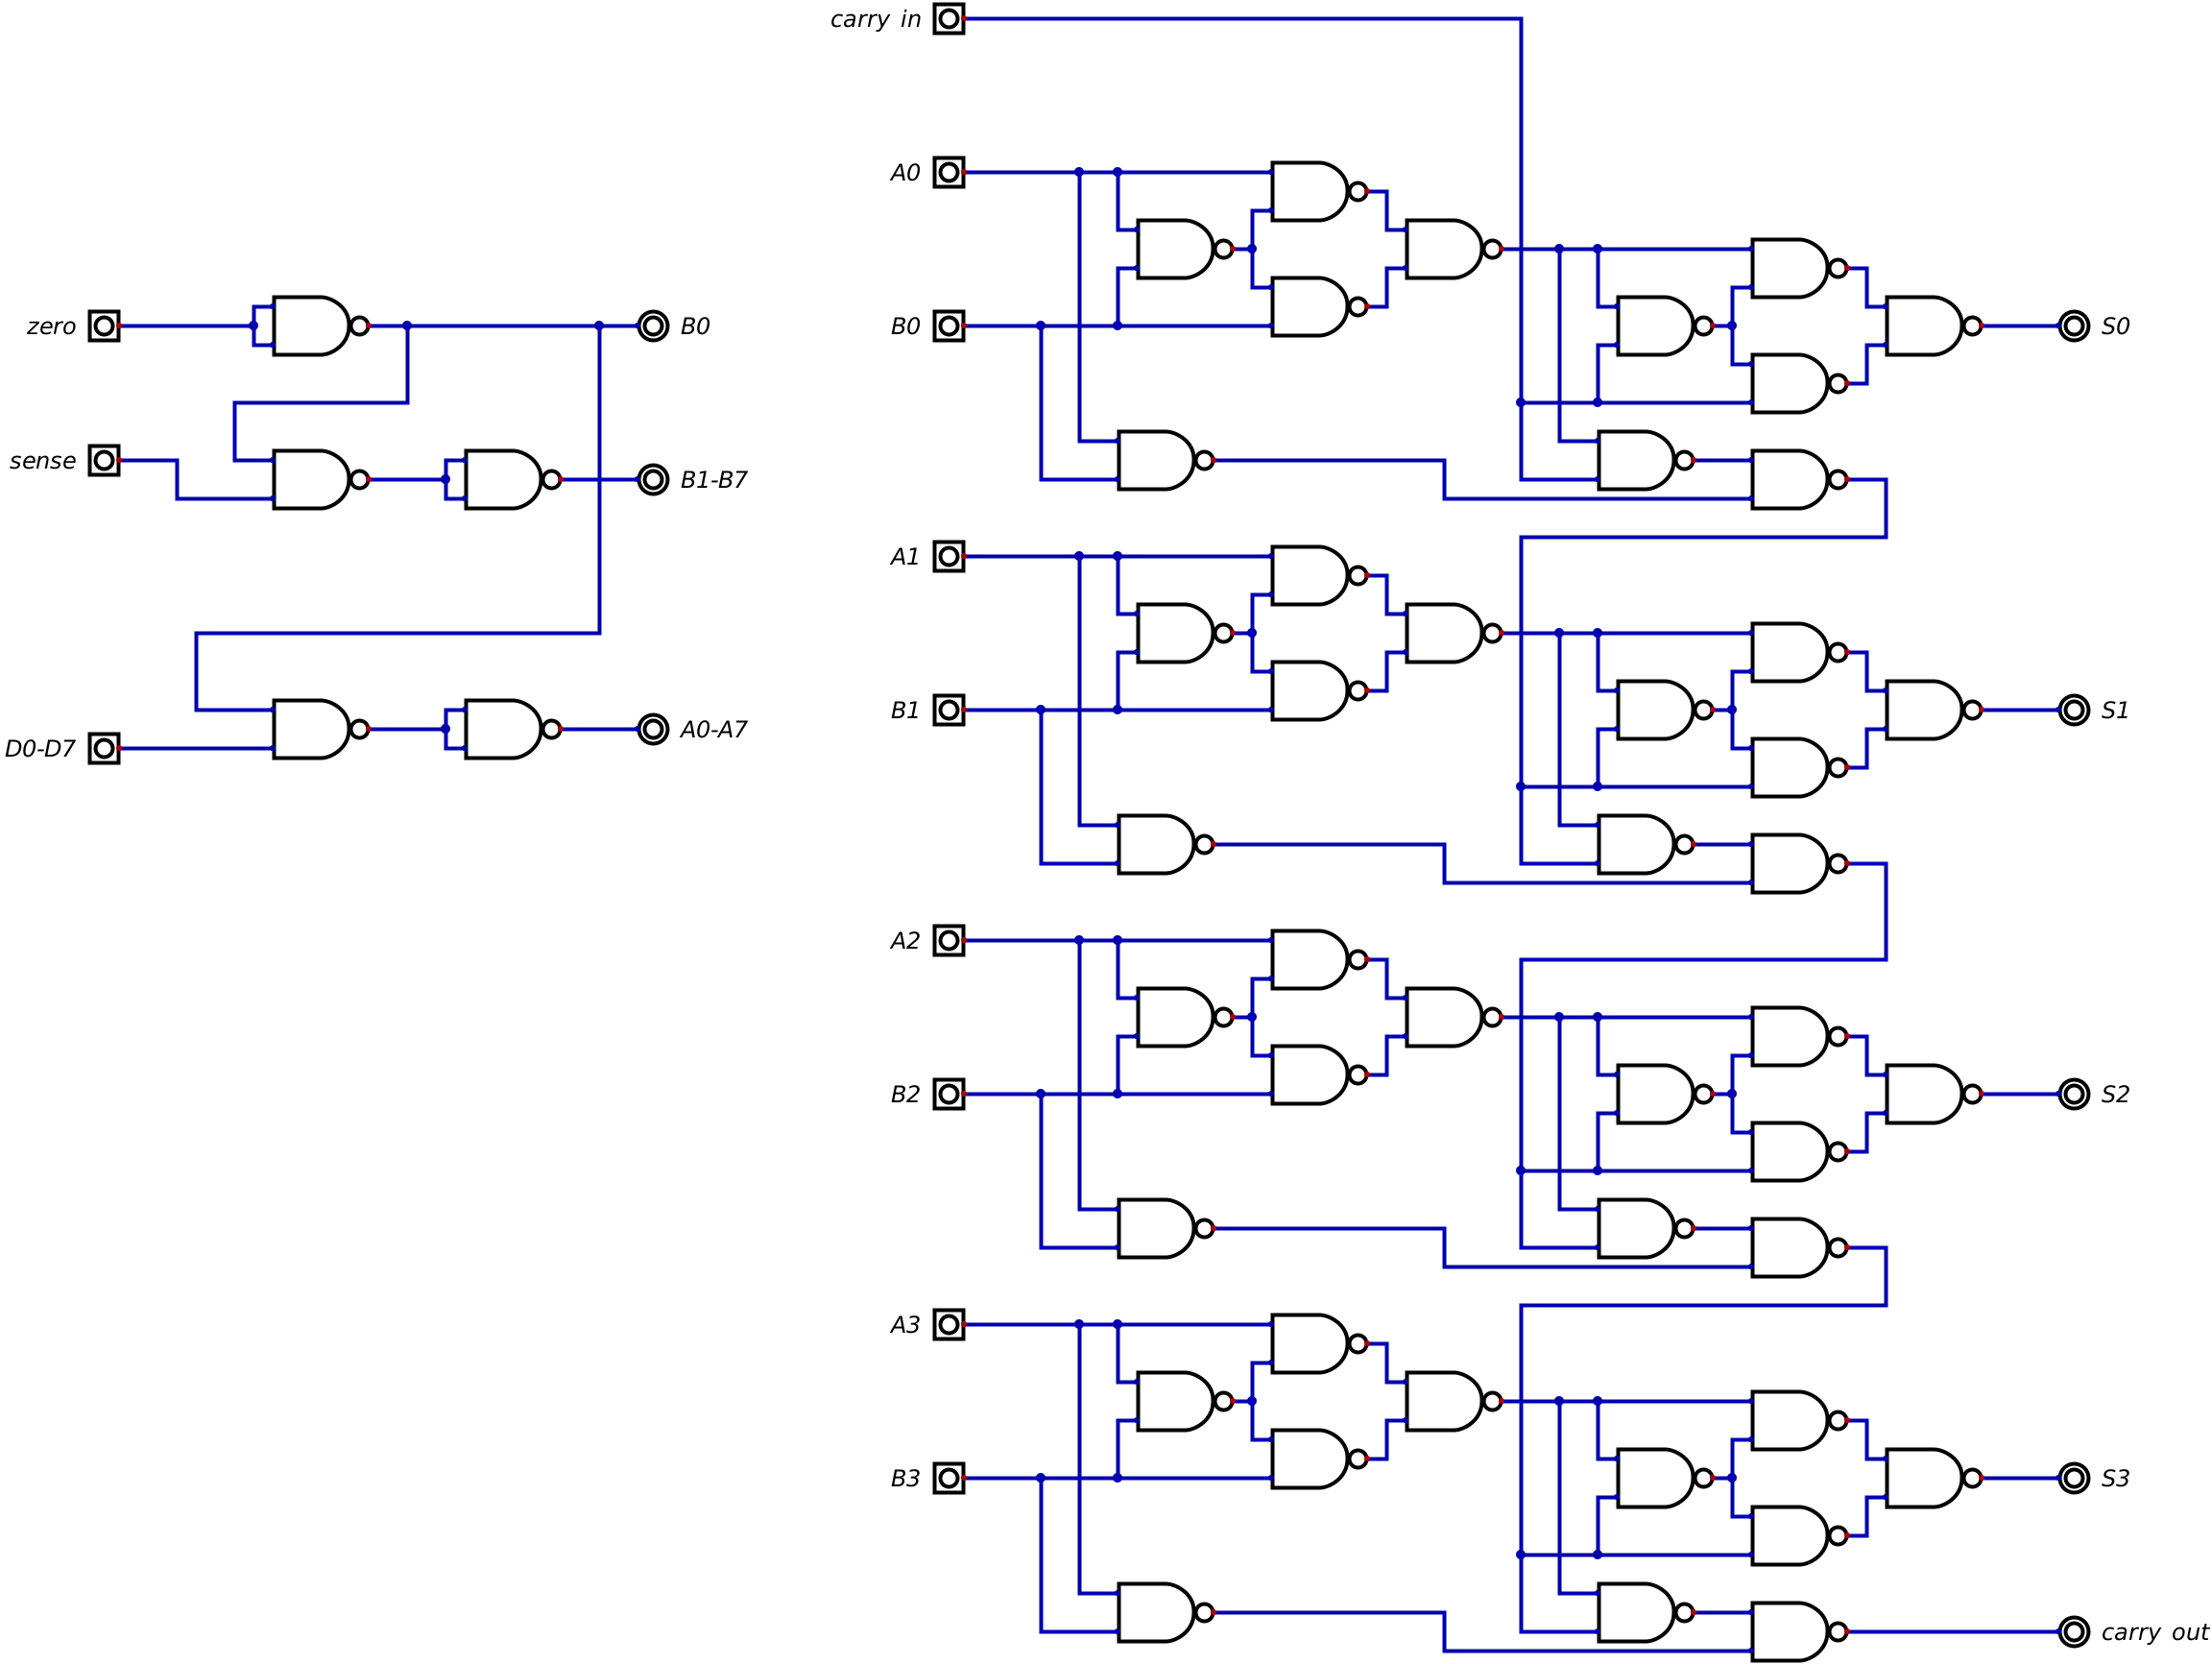 carry in
A0
zero
B0
B0
S0
sense
B1-B7
A1
B1
S1
D0-D7
A0-A7
A2
B2
S2
A3
B3
S3
carry out